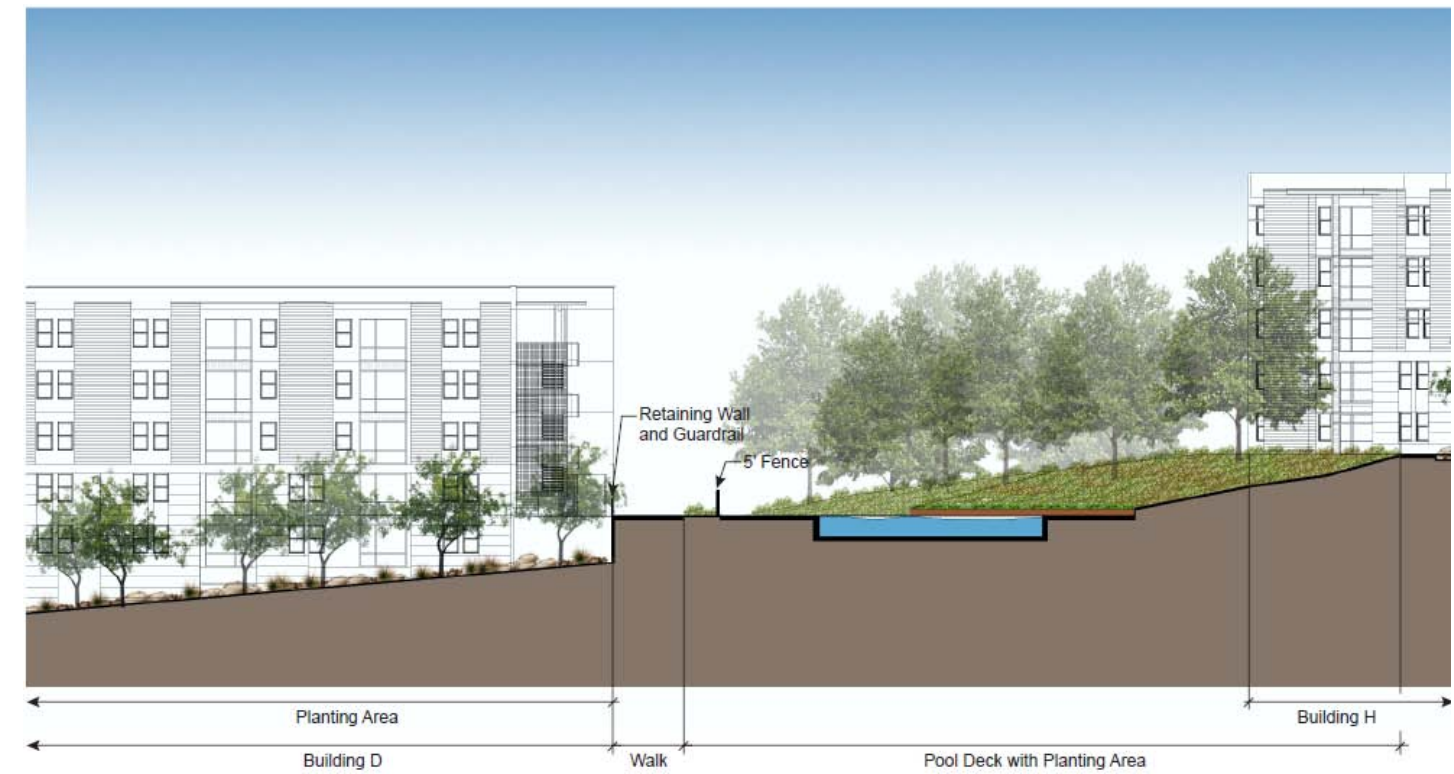 Retaining Wall
and Guardrail
5' Fence
Planting Area
Building H
Building D
Walk
Pool Deck with Planting Area